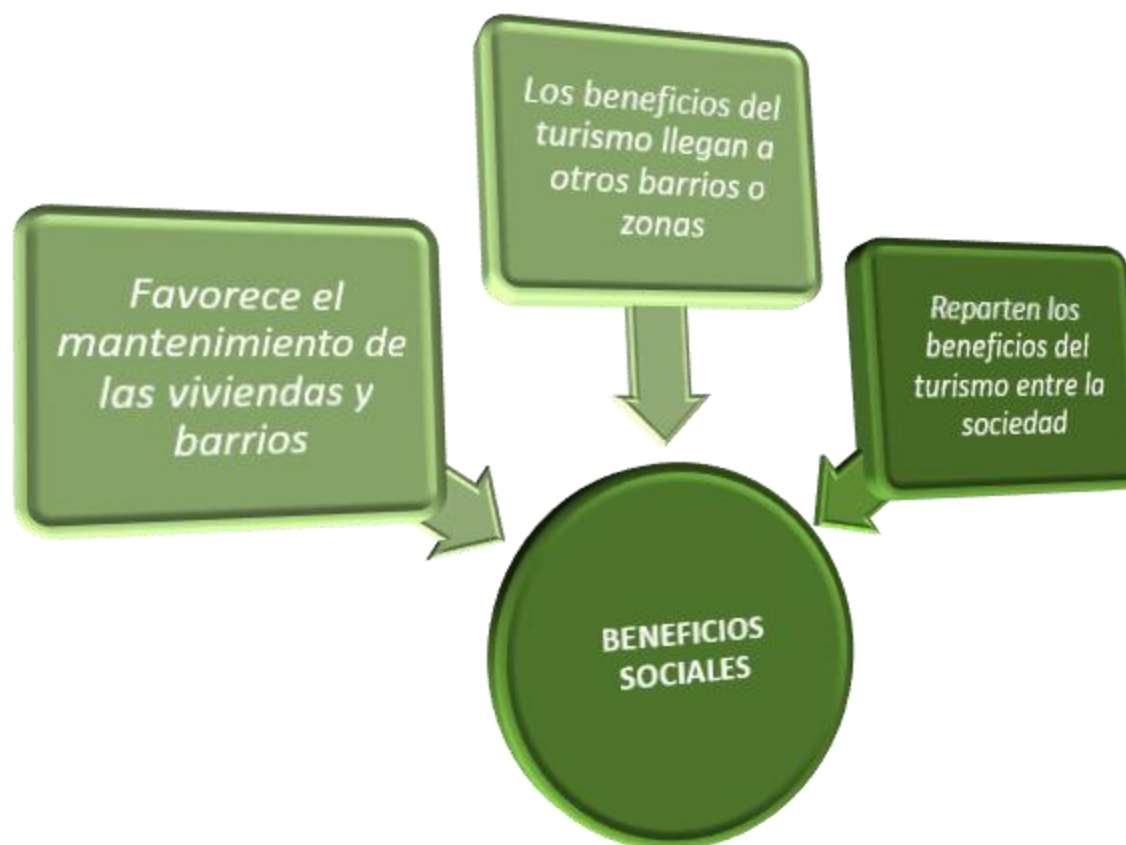 Favorece el
mantenimiento de
las viviendas y
barrios
Los beneficios del
turismo llegan a
otros barrios o
zonas
Reparten los
beneficios del
turismo entre la
sociedad
BENEFICIOS
SOCIALES